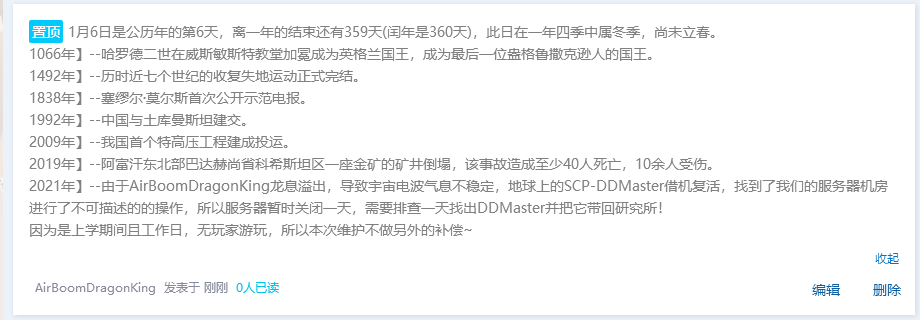 置顶 1月6日是公历年的第6天，离一年的结束还有359天(闰年是360天)，此日在一年四季中属冬季，尚未立春。
1066年】--哈罗德二世在威斯敏斯特教堂加冕成为英格兰国王，成为最后一位盎格鲁撒克逊人的国王。
1492年】--历时近七个世纪的收复失地运动正式完结。
1838年】--塞缪尔·莫尔斯首次公开示范电报。
1992年】--中国与土库曼斯坦建交。
2009年】--我国首个特高压工程建成投运。
2019年】--阿富汗东北部巴达赫尚省科希斯坦区一座金矿的矿井倒塌，该事故造成至少40人死亡，10余人受伤。
2021年】--由于AirBoomDragonKing龙息溢出，导致宇宙电波气息不稳定，地球上的SCP-DDMaster借机复活，找到了我们的服务器机房
进行了不可描述的的操作，所以服务器暂时关闭一天，需要排查一天找出DDMaster并把它带回研究所！
因为是上学期间且工作日，无玩家游玩，所以本次维护不做另外的补偿~
收起
AirBoomDragonKing 发表于 刚刚 0人已读 编辑 删除